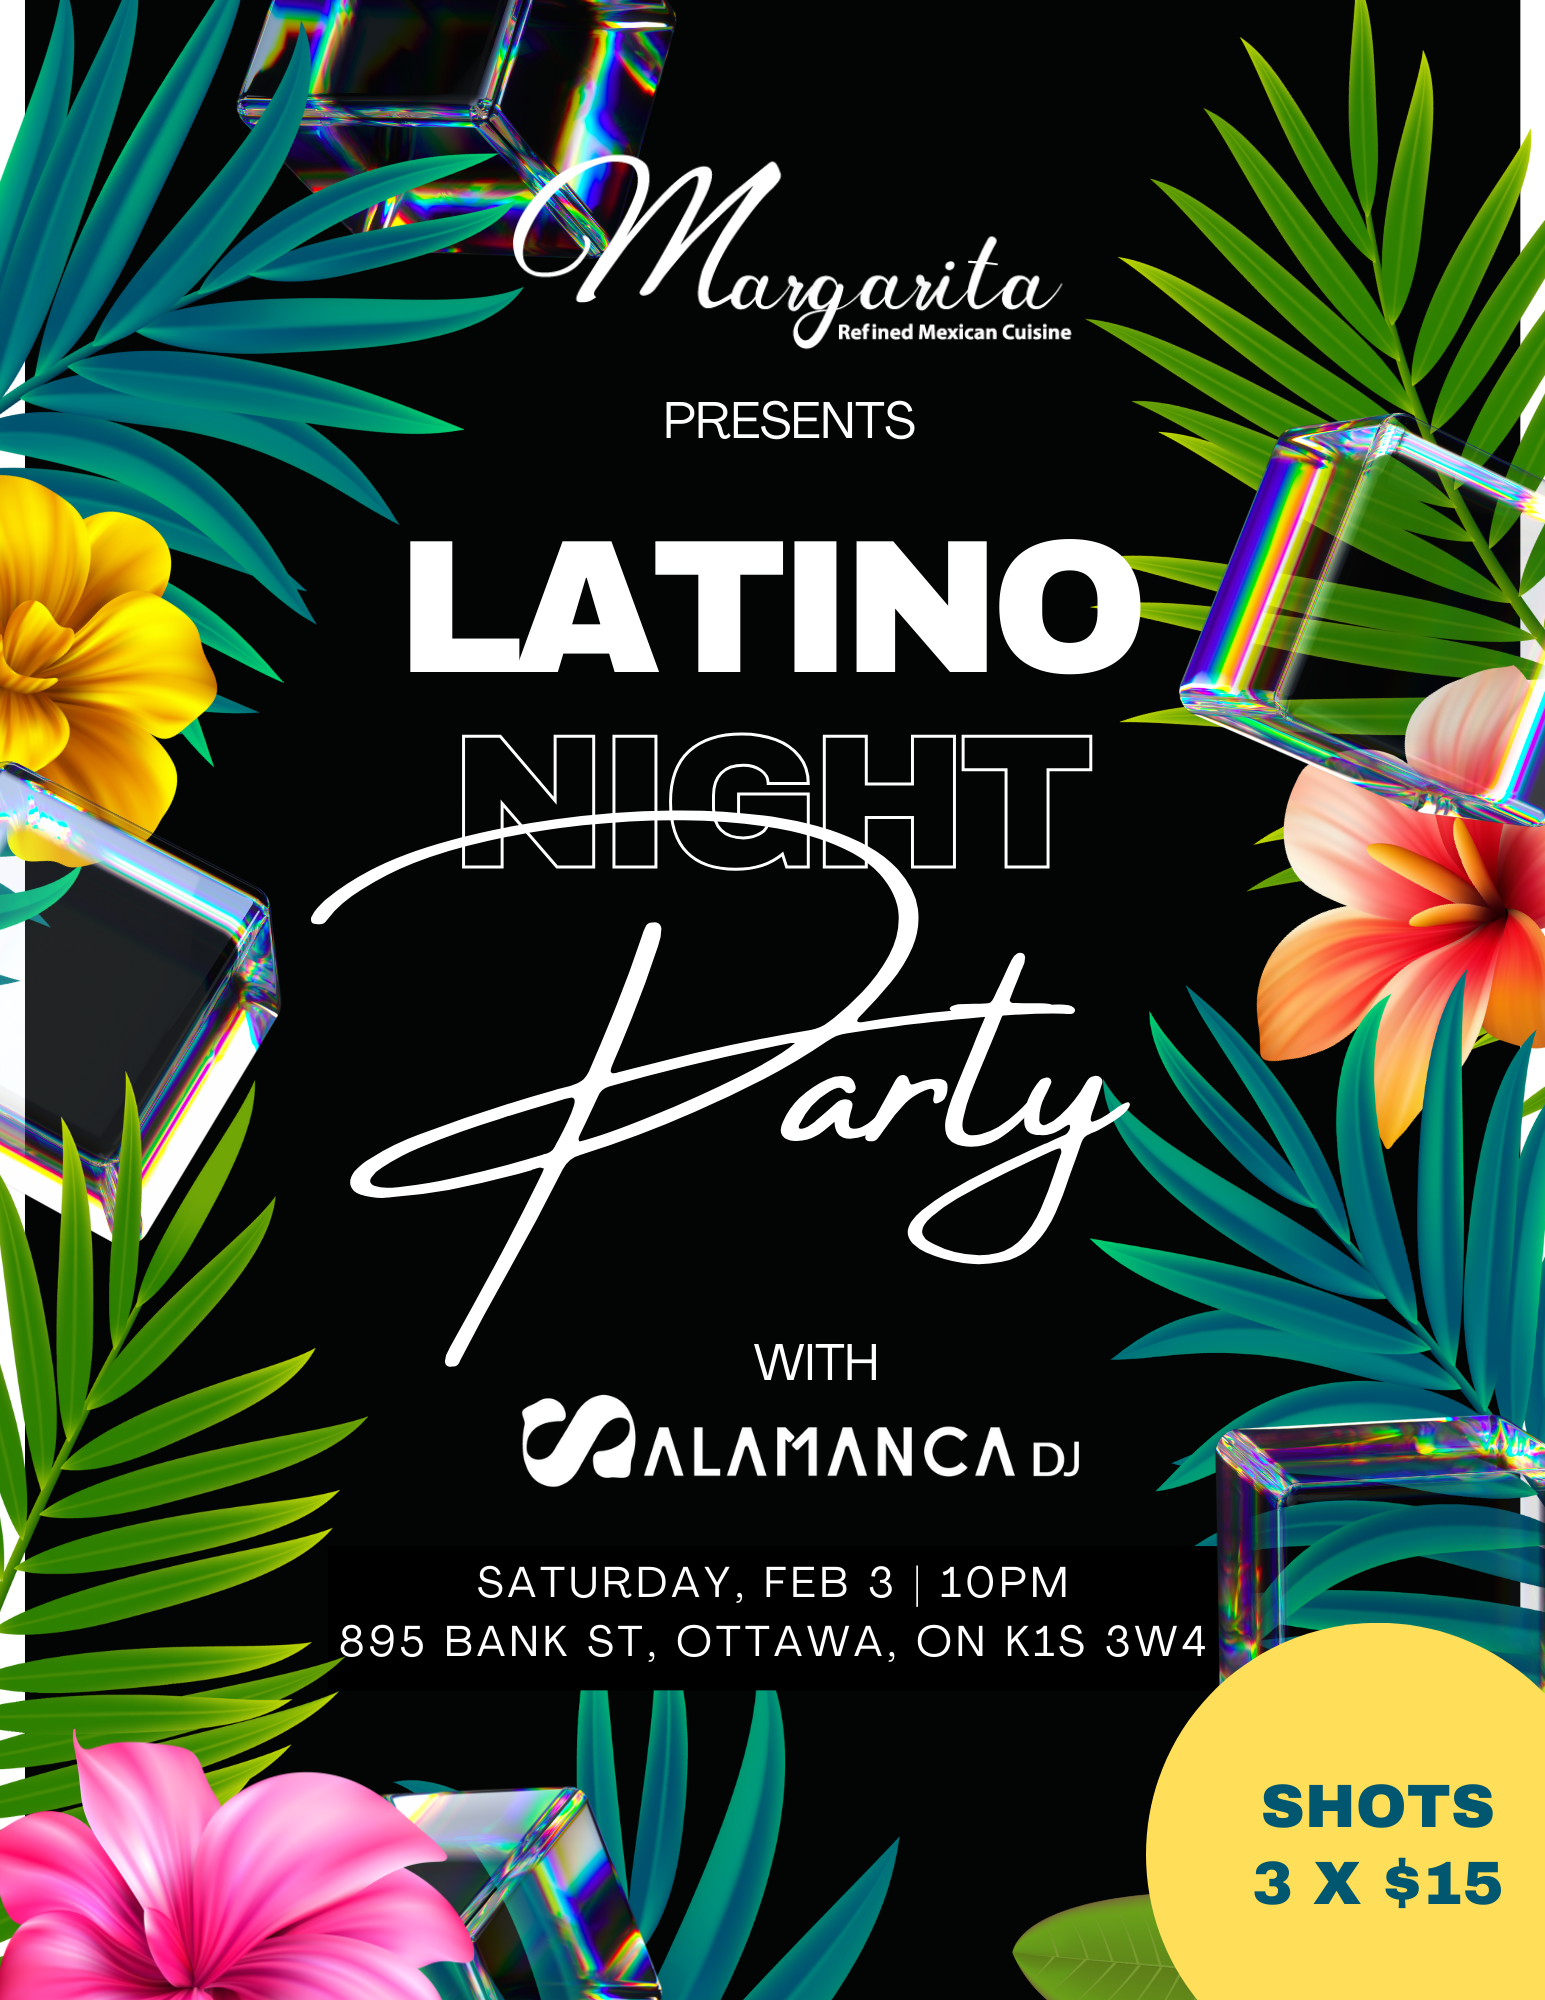 Margarita
Refined Mexican Cuisine
PRESENTS
LATINO
NIGHT
Party
WITH
SALAMANCA DJ
SATURDAY, FEB 3 | 10PM
895 BANK ST, OTTAWA, ON K1S 3W4
SHOTS
3 X $15